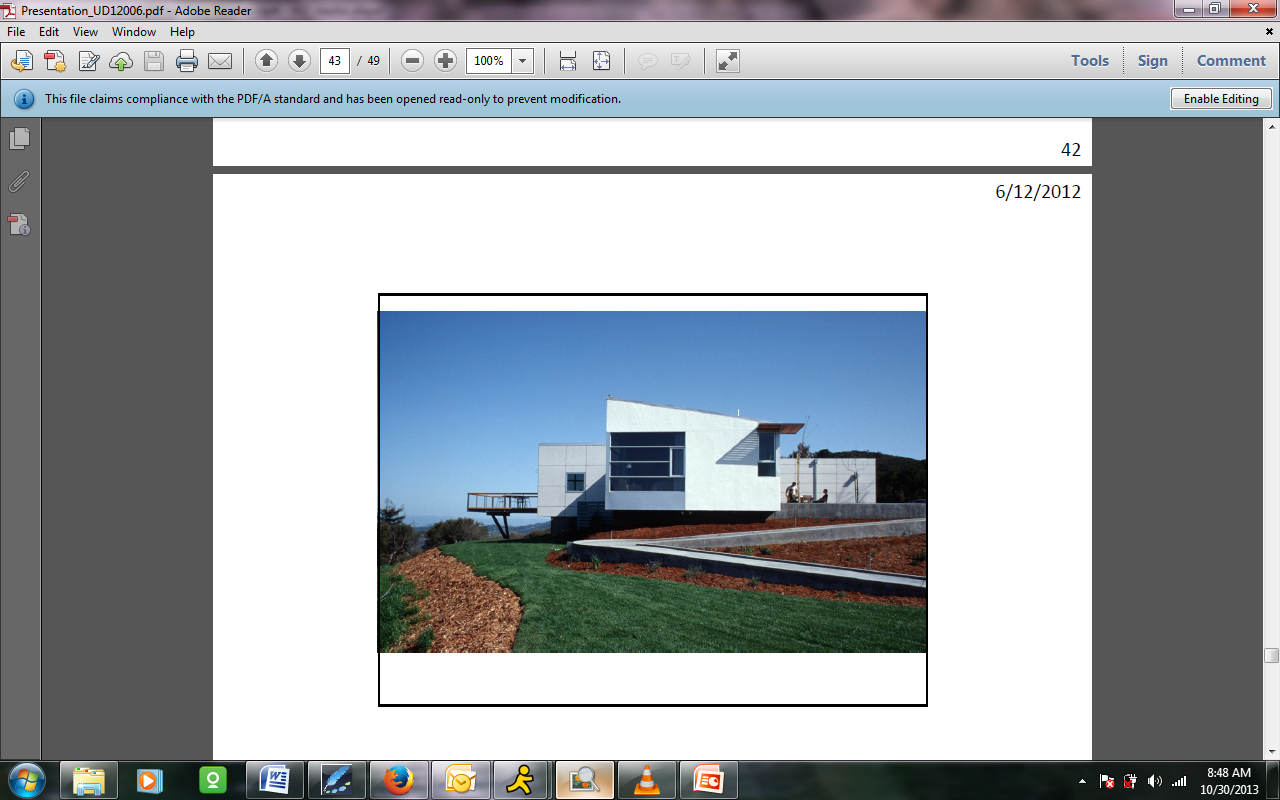 Presentation_UD12006.pdf - Adobe Reader
File Edit View Window Help
43 / 49 100% Tools Sign Comment
This file claims compliance with the PDF/A standard and has been opened read-only to prevent modification. Enable Editing
42
6/12/2012
8:48 AM
10/30/2013